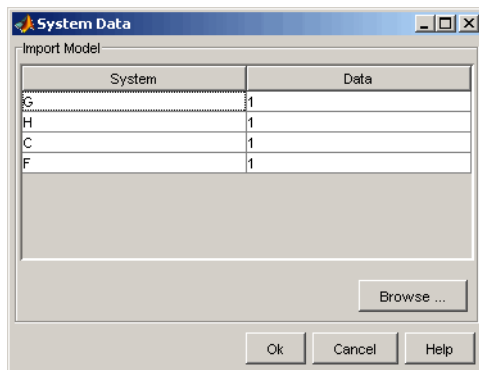 System Data
Import Model
System Data
G 1
H 1
C 1
F 1
Browse ...
Ok Cancel Help